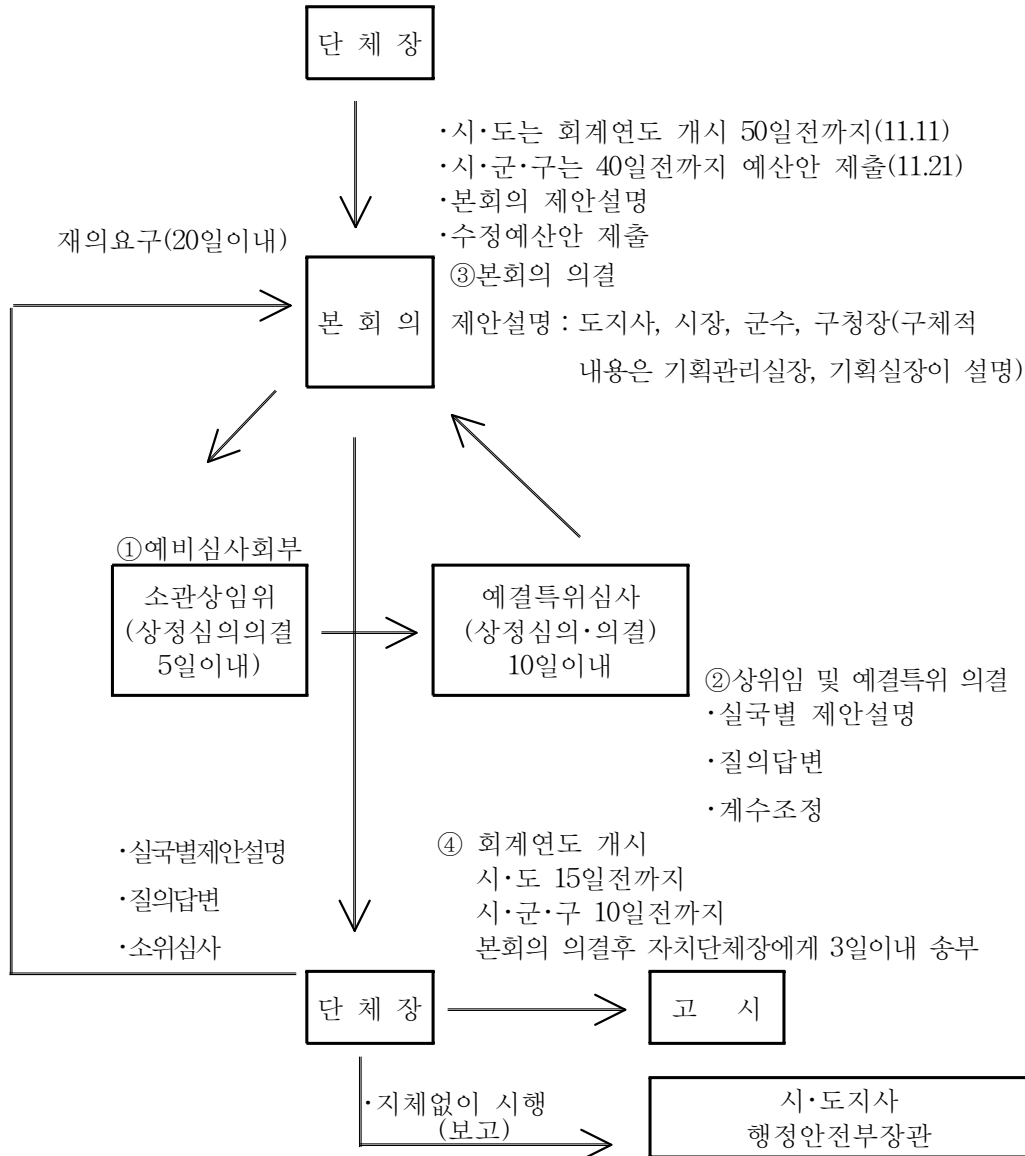 단 체 장
·시·도는 회계연도 개시 50일전까지(11.11)
·시·군·구는 40일전까지 예산안 제출(11.21)
·본회의 제안설명
·수정예산안 제출
재의요구(20일이내)
본 회 의
③본회의 의결
제안설명 : 도지사, 시장, 군수, 구청장(구체적
내용은 기획관리실장, 기획실장이 설명)
①예비심사회부
소관상임위
(상정심의의결
5일이내)
예결특위심사
(상정심의·의결)
10일이내
②상위임 및 예결특위 의결
·실국별 제안설명
·질의답변
·계수조정
·실국별제안설명
·질의답변
·소위심사
④ 회계연도 개시
시·도 15일전까지
시·군·구 10일전까지
본회의 의결후 자치단체장에게 3일이내 송부
단 체 장
고 시
·지체없이 시행
(보고)
시·도지사
행정안전부장관